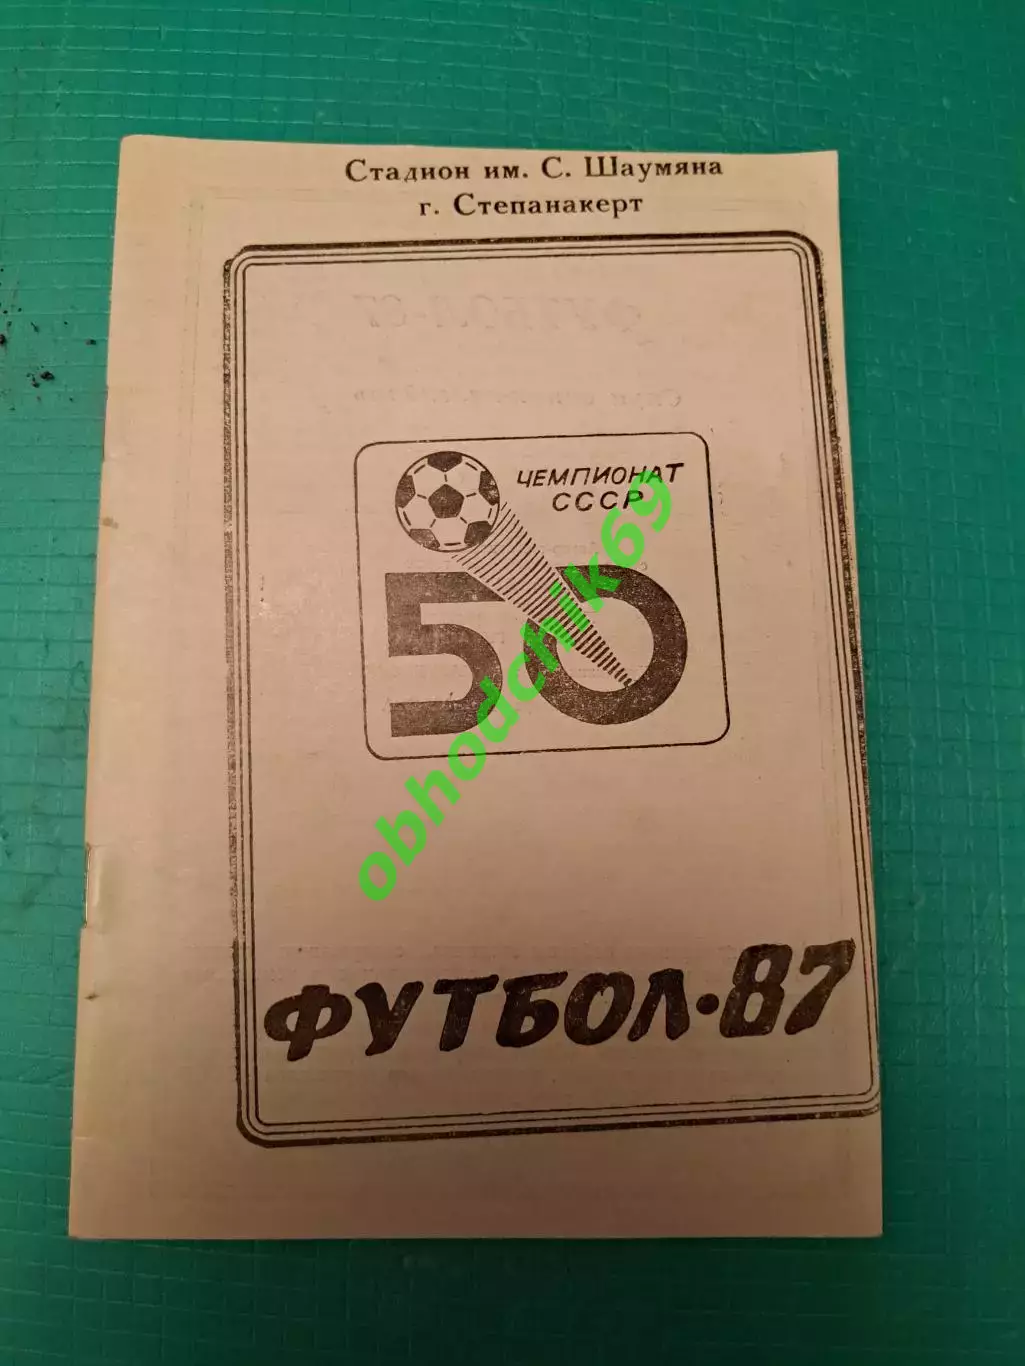 Стадион им. С. Шаумяна
г. Степанакерт
ЧЕМПИОНАТ
СССР
50
obhodchik69
ФУТБОЛ·87